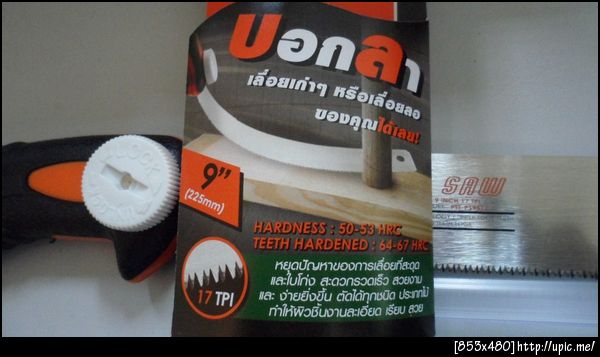 บอกลา
เลื่อยเก่าๆ หรือเลื่อยลอ
ของคุณได้เลย!
LOCK
9"
(225mm)
SAW
9 INCH 17 TPI
HARDNESS : 50-53 HRC
TEETH HARDENED : 64-67 HRC
17 TPI
หยุดปัญหาของการเลื่อยที่สะดุด
และใบโก่ง สะดวกรวดเร็ว สวยงาม
และ ง่ายยิ่งขึ้น ตัดได้ทุกชนิด ประเภทไม้
ทำให้ผิวชิ้นงานละเอียด เรียบ สวย
[853x480]http://upic.me/